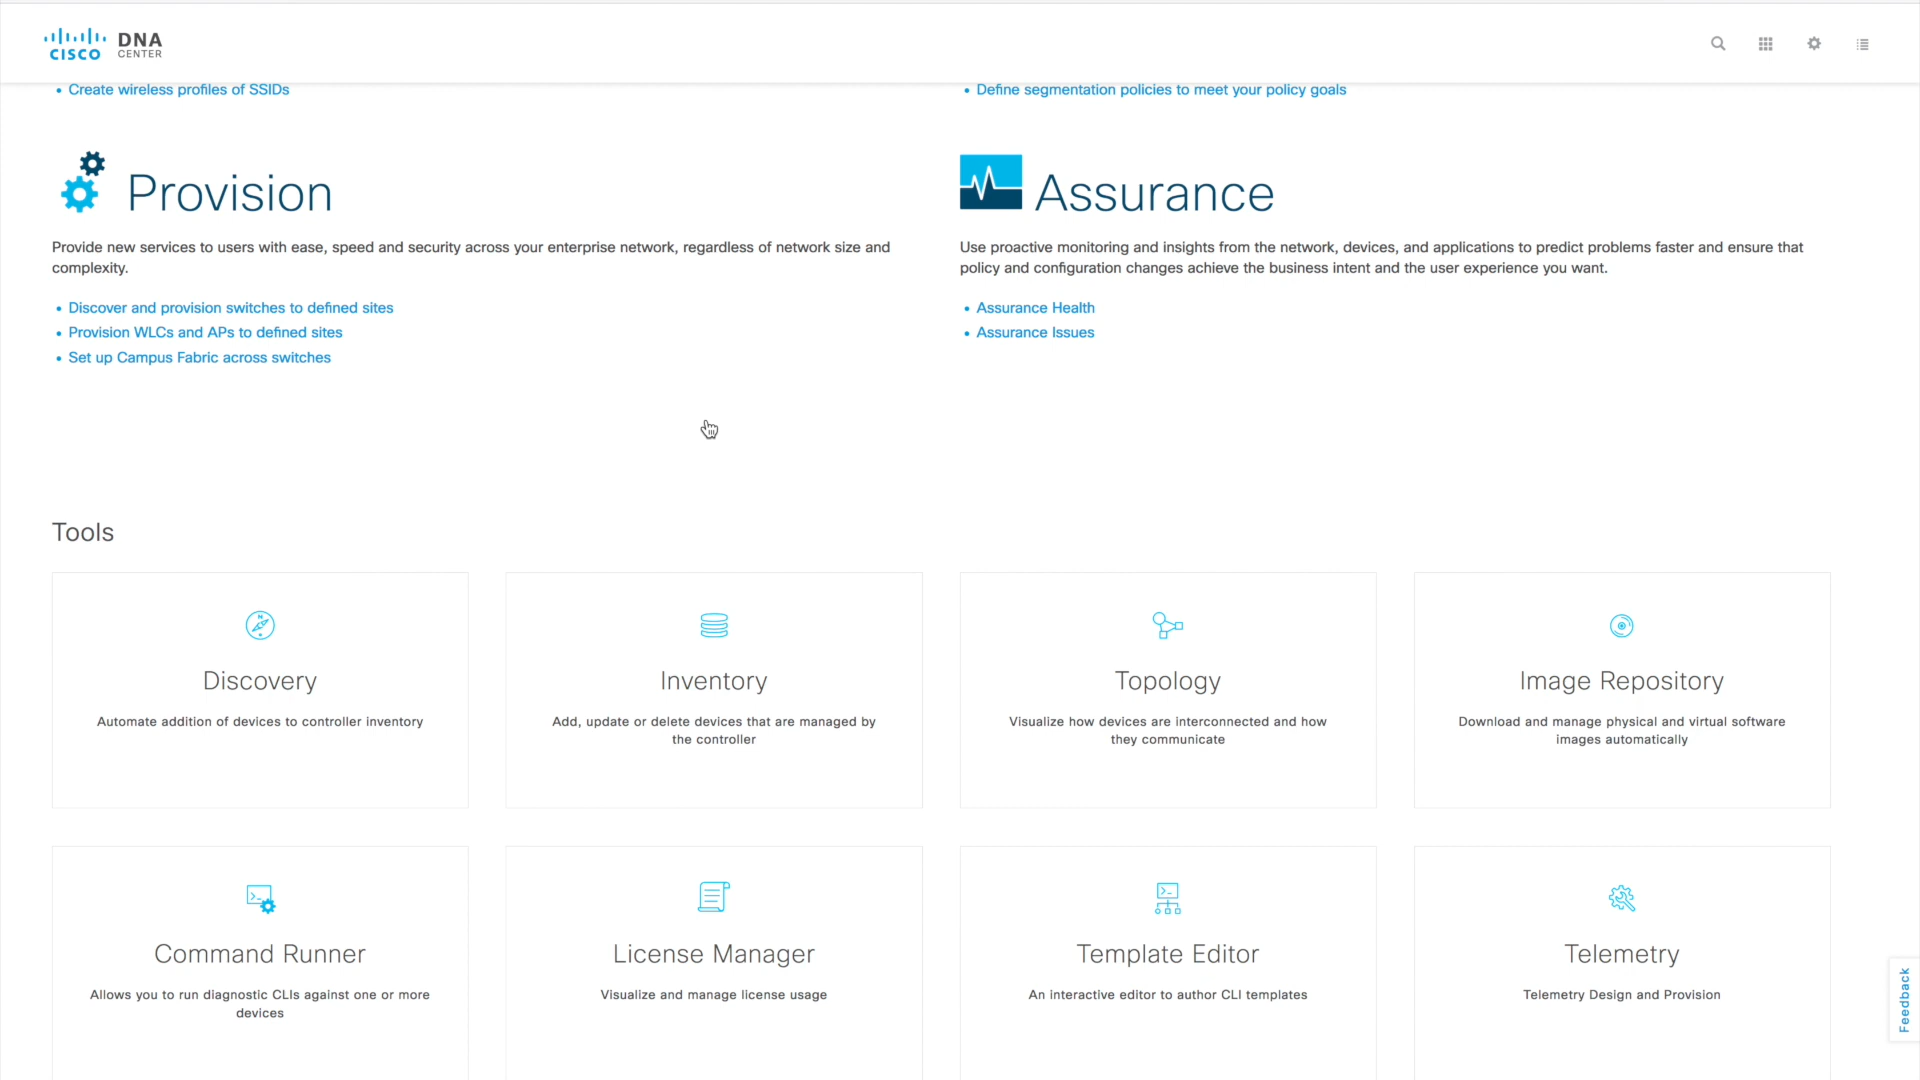 CISCO DNA CENTER
Create wireless profiles of SSIDs
Define segmentation policies to meet your policy goals
Provision
Provide new services to users with ease, speed and security across your enterprise network, regardless of network size and
complexity.
Discover and provision switches to defined sites
Provision WLCs and APs to defined sites
Set up Campus Fabric across switches
Assurance
Use proactive monitoring and insights from the network, devices, and applications to predict problems faster and ensure that
policy and configuration changes achieve the business intent and the user experience you want.
Assurance Health
Assurance Issues
Tools
Discovery
Automate addition of devices to controller inventory
Inventory
Add, update or delete devices that are managed by
the controller
Topology
Visualize how devices are interconnected and how
they communicate
Image Repository
Download and manage physical and virtual software
images automatically
Command Runner
Allows you to run diagnostic CLIs against one or more
devices
License Manager
Visualize and manage license usage
Template Editor
An interactive editor to author CLI templates
Telemetry
Telemetry Design and Provision
Feedback